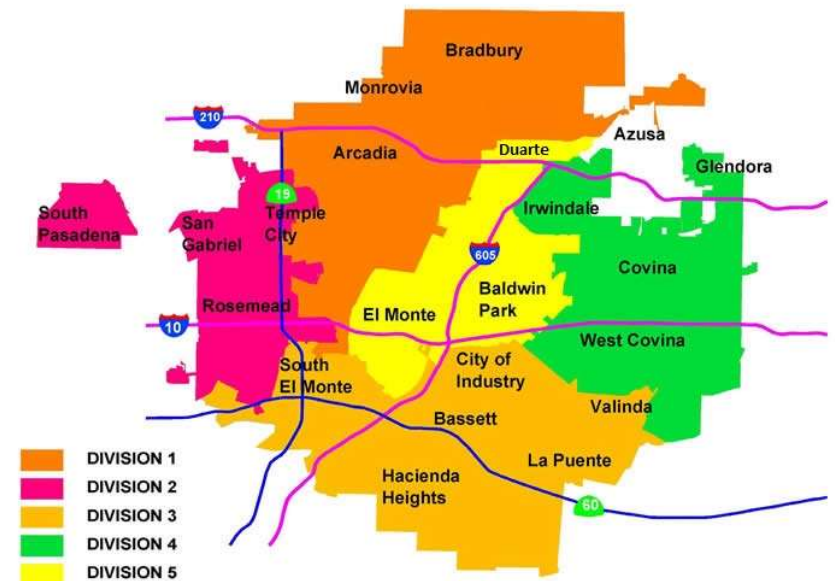 Bradbury
Monrovia
210
Duarte
Azusa
Arcadia
Glendora
19
South
Pasadena
San
Gabriel
Temple
City
Irwindale
605
Covina
Baldwin
Park
Rosemead
El Monte
10
West Covina
South
El Monte
City of
Industry
Valinda
Bassett
La Puente
Hacienda
Heights
60
DIVISION 1
DIVISION 2
DIVISION 3
DIVISION 4
DIVISION 5